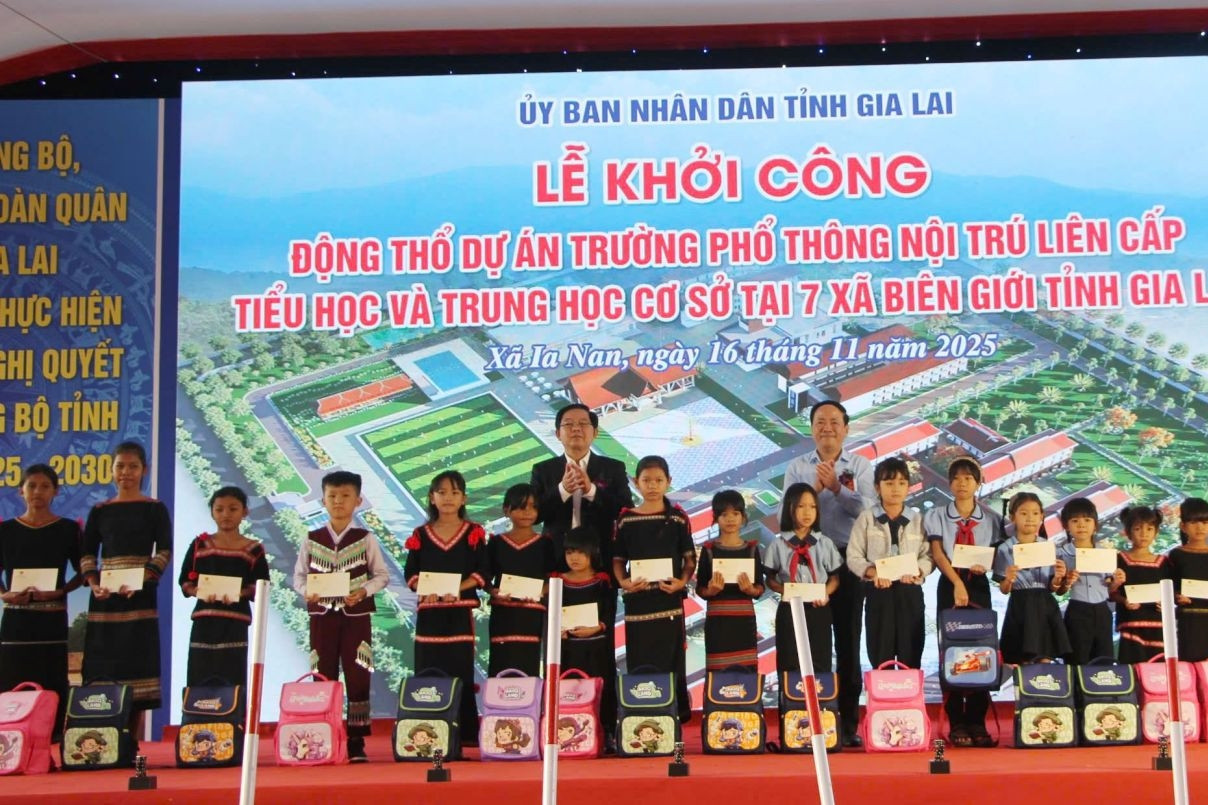 NG BỘ,
OÀN QUÂN
A LAI
HỰC HIỆN
GHỊ QUYẾT
G BỘ TỈNH
25 - 2030
ỦY BAN NHÂN DÂN TỈNH GIA LAI
LỄ KHỞI CÔNG
ĐỘNG THỔ DỰ ÁN TRƯỜNG PHỔ THÔNG NỘI TRÚ LIÊN CẤP
TIỂU HỌC VÀ TRUNG HỌC CƠ SỞ TẠI 7 XÃ BIÊN GIỚI TỈNH GIA L
Xã Ia Nan, ngày 16 tháng 11 năm 2025